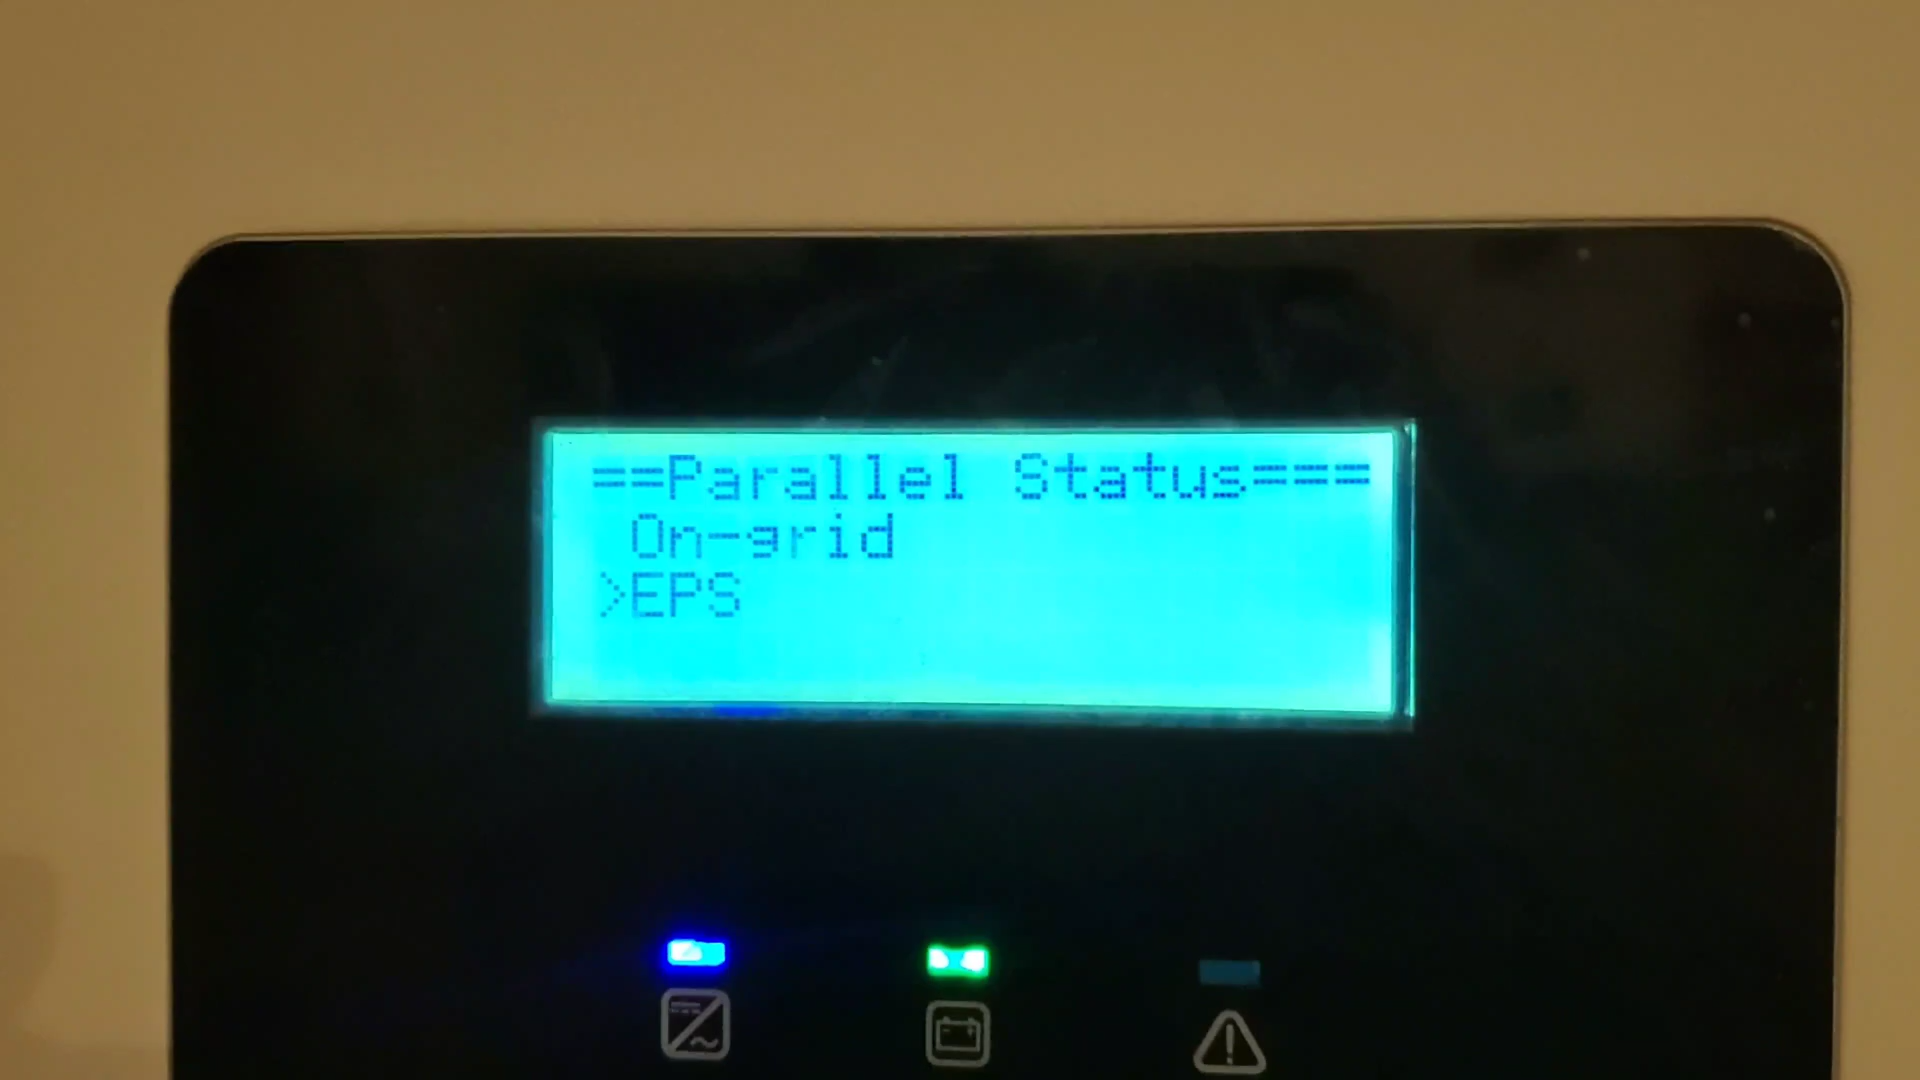 ==Parallel Status===
On-grid
>EPS